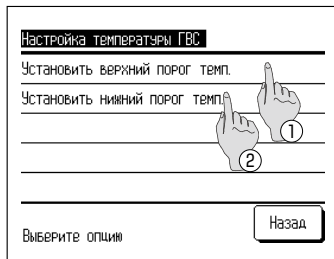 Настройка температуры ГВС
Установить верхний порог темп.
Установить нижний порог темп.
①
②
Назад
Выберите опцию